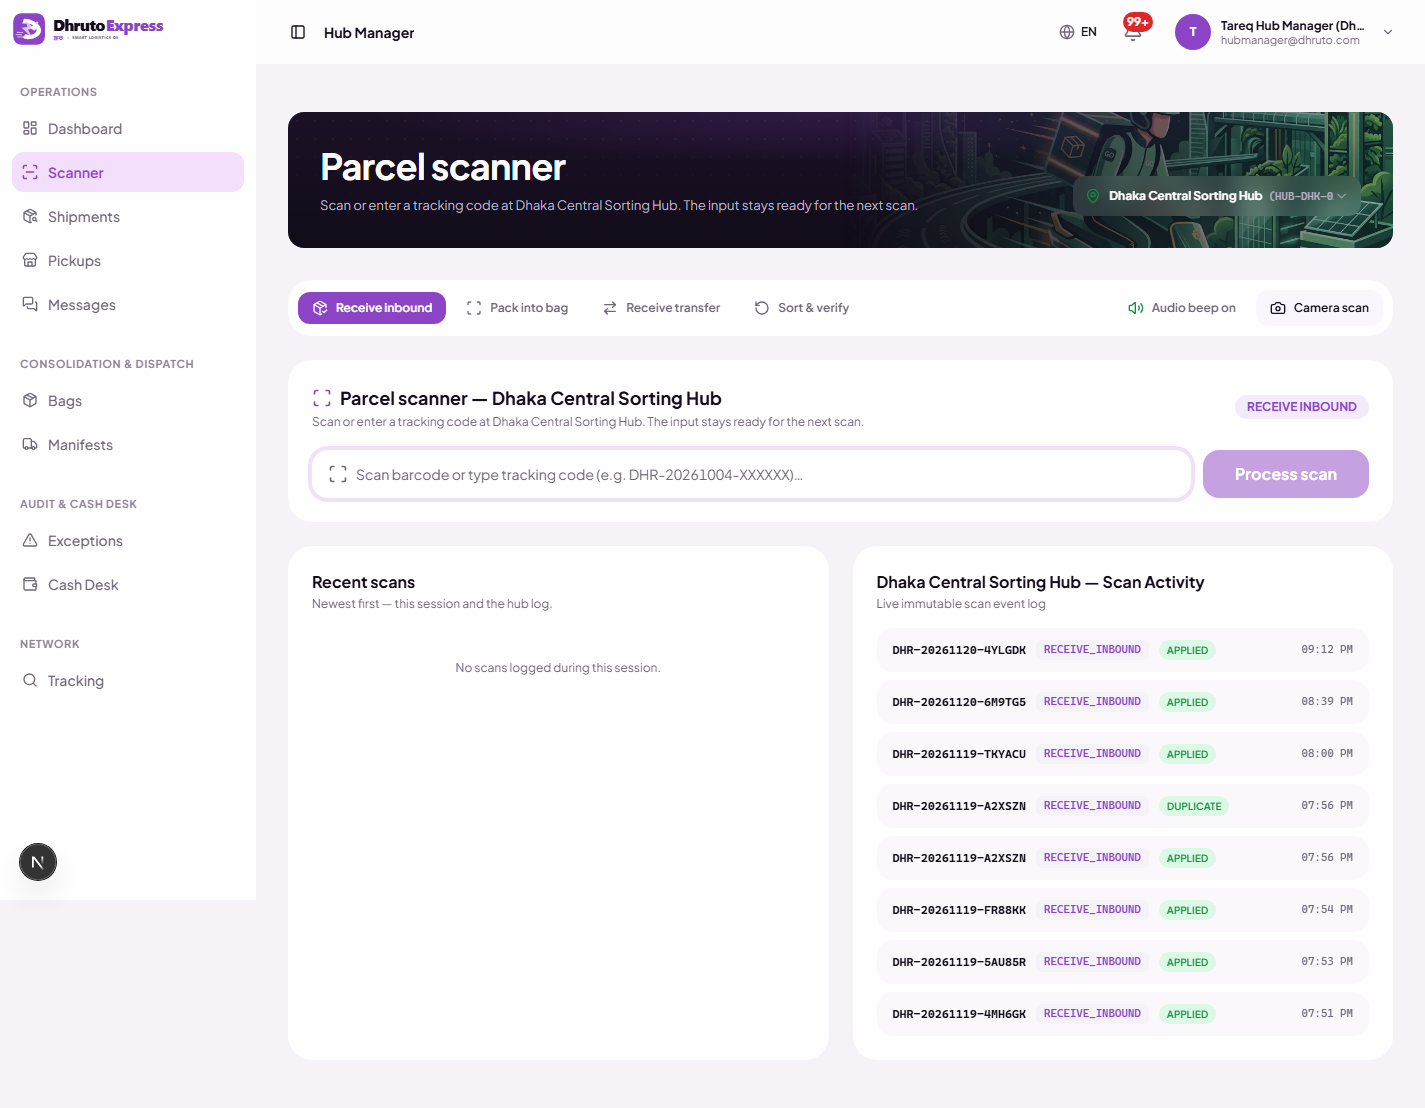 DhrutoExpress
SMART LOGISTICS OS
Hub Manager
EN
99+
T
Tareq Hub Manager (Dh...
hubmanager@dhruto.com
OPERATIONS
Dashboard
Scanner
Shipments
Pickups
Messages
CONSOLIDATION & DISPATCH
Bags
Manifests
AUDIT & CASH DESK
Exceptions
Cash Desk
NETWORK
Tracking
N
Parcel scanner
Scan or enter a tracking code at Dhaka Central Sorting Hub. The input stays ready for the next scan.
GO
Dhaka Central Sorting Hub (HUB-DHK-0
Receive inbound
Pack into bag
Receive transfer
Sort & verify
Audio beep on
Camera scan
Parcel scanner — Dhaka Central Sorting Hub
Scan or enter a tracking code at Dhaka Central Sorting Hub. The input stays ready for the next scan.
RECEIVE INBOUND
Scan barcode or type tracking code (e.g. DHR-20261004-XXXXXX)...
Process scan
Recent scans
Newest first — this session and the hub log.
No scans logged during this session.
Dhaka Central Sorting Hub — Scan Activity
Live immutable scan event log
DHR-20261120-4YLGDK RECEIVE_INBOUND APPLIED 09:12 PM
DHR-20261120-6M9TG5 RECEIVE_INBOUND APPLIED 08:39 PM
DHR-20261119-TKYACU RECEIVE_INBOUND APPLIED 08:00 PM
DHR-20261119-A2XSZN RECEIVE_INBOUND DUPLICATE 07:56 PM
DHR-20261119-A2XSZN RECEIVE_INBOUND APPLIED 07:56 PM
DHR-20261119-FR88KK RECEIVE_INBOUND APPLIED 07:54 PM
DHR-20261119-5AU85R RECEIVE_INBOUND APPLIED 07:53 PM
DHR-20261119-4MH6GK RECEIVE_INBOUND APPLIED 07:51 PM